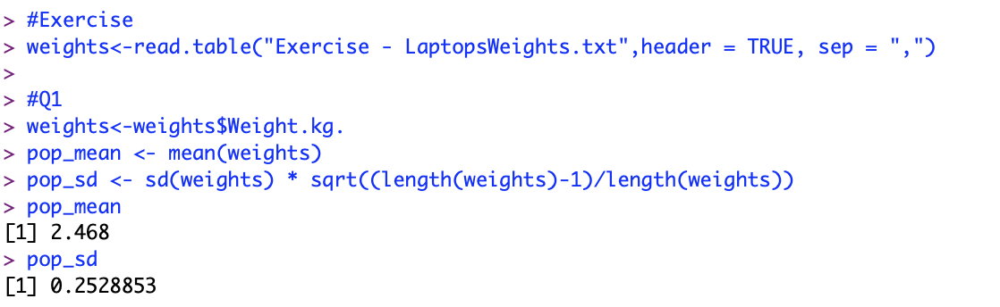 > #Exercise
> weights<-read.table("Exercise - LaptopsWeights.txt",header = TRUE, sep = ",")
>
> #Q1
> weights<-weights$Weight.kg.
> pop_mean <- mean(weights)
> pop_sd <- sd(weights) * sqrt((length(weights)-1)/length(weights))
> pop_mean
[1] 2.468
> pop_sd
[1] 0.2528853